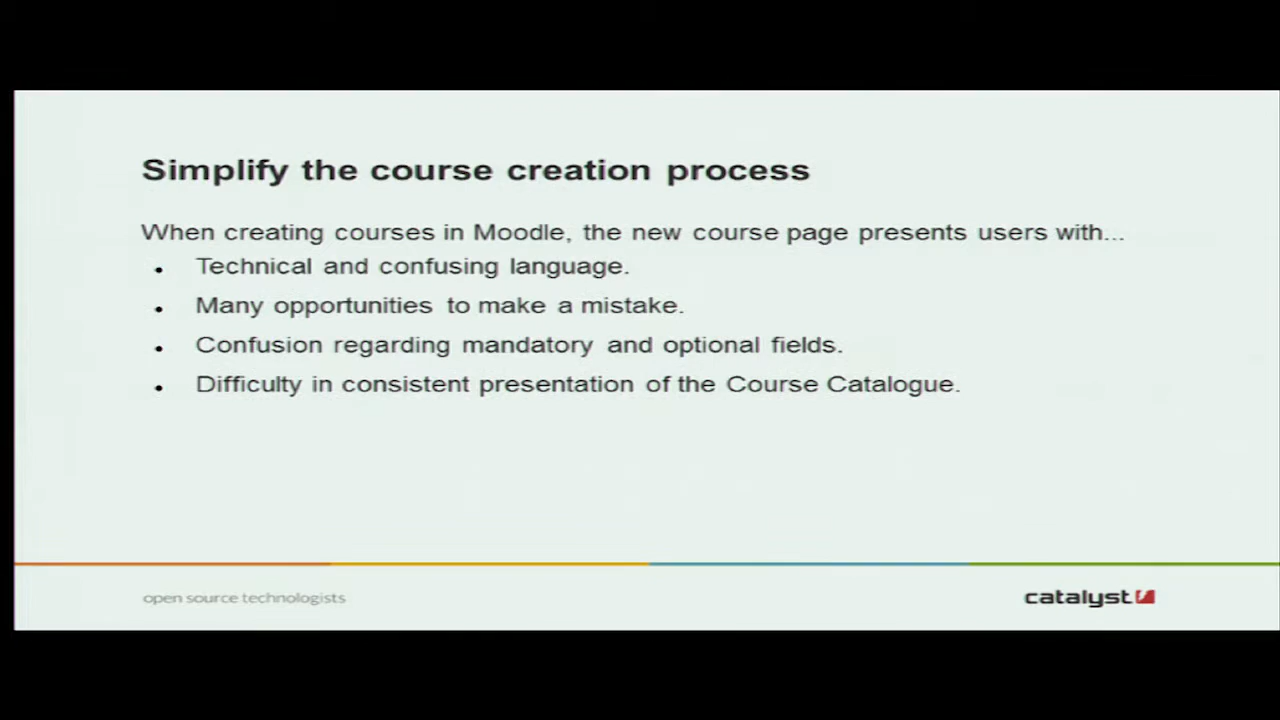 Simplify the course creation process
When creating courses in Moodle, the new course page presents users with...
• Technical and confusing language.
• Many opportunities to make a mistake.
• Confusion regarding mandatory and optional fields.
• Difficulty in consistent presentation of the Course Catalogue.
open source technologists
catalyst